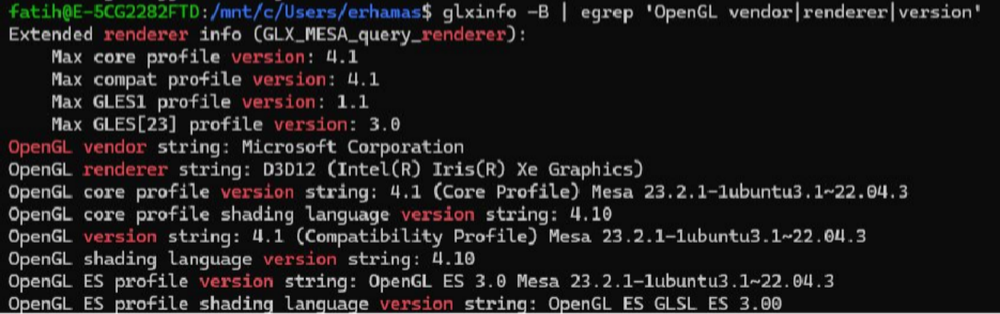 fatih@E-5CG2282FTD:/mnt/c/Users/erhamas$ glxinfo -B | egrep 'OpenGL vendor|renderer|version'
Extended renderer info (GLX_MESA_query_renderer):
    Max core profile version: 4.1
    Max compat profile version: 4.1
    Max GLES1 profile version: 1.1
    Max GLES[23] profile version: 3.0
OpenGL vendor string: Microsoft Corporation
OpenGL renderer string: D3D12 (Intel(R) Iris(R) Xe Graphics)
OpenGL core profile version string: 4.1 (Core Profile) Mesa 23.2.1-1ubuntu3.1~22.04.3
OpenGL core profile shading language version string: 4.10
OpenGL version string: 4.1 (Compatibility Profile) Mesa 23.2.1-1ubuntu3.1~22.04.3
OpenGL shading language version string: 4.10
OpenGL ES profile version string: OpenGL ES 3.0 Mesa 23.2.1-1ubuntu3.1~22.04.3
OpenGL ES profile shading language version string: OpenGL ES GLSL ES 3.00